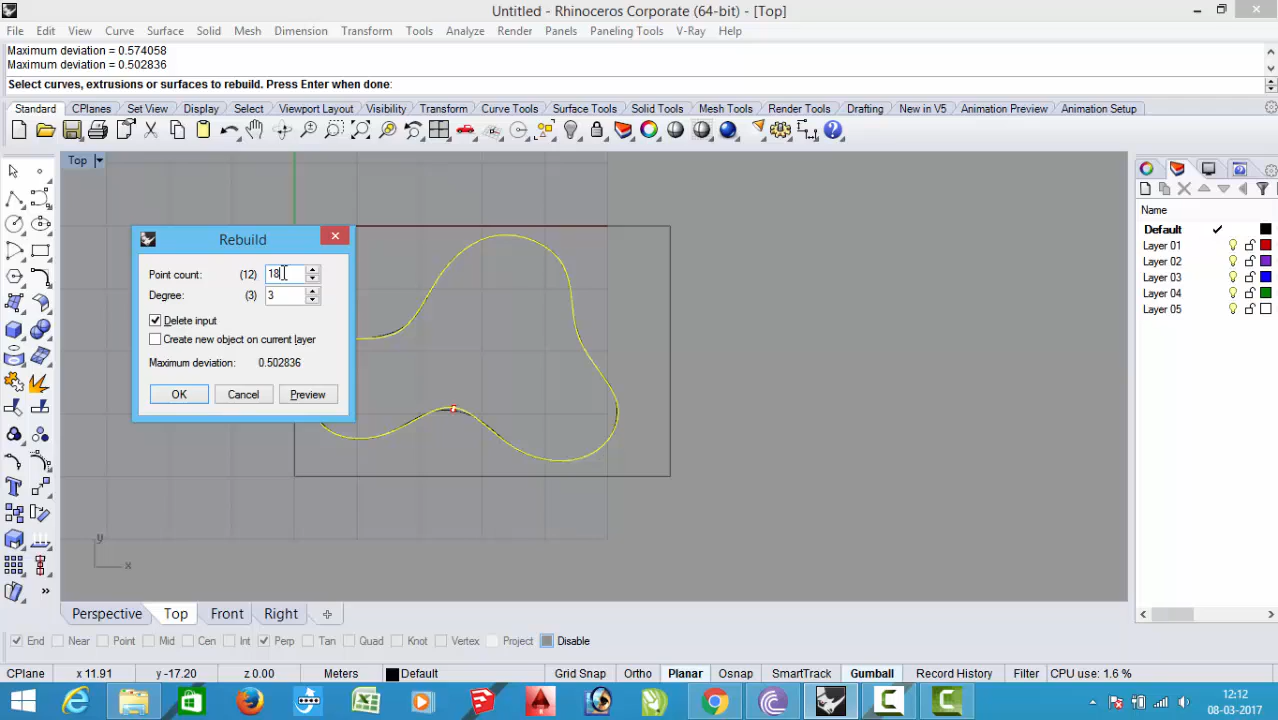 Untitled - Rhinoceros Corporate (64-bit) - [Top]
File Edit View Curve Surface Solid Mesh Dimension Transform Tools Analyze Render Panels Paneling Tools V-Ray Help
Maximum deviation = 0.574058
Maximum deviation = 0.502836
Select curves, extrusions or surfaces to rebuild. Press Enter when done:
Standard CPlanes Set View Display Select Viewport Layout Visibility Transform Curve Tools Surface Tools Solid Tools Mesh Tools Render Tools Drafting New in V5 Animation Preview Animation Setup
Top
Name
Default
Layer 01
Layer 02
Layer 03
Layer 04
Layer 05
Rebuild
Point count: (12) 18
Degree: (3) 3
Delete input
Create new object on current layer
Maximum deviation: 0.502836
OK Cancel Preview
y
x
Perspective Top Front Right
End Near Point Mid Cen Int Perp Tan Quad Knot Vertex Project Disable
CPlane x 11.91 y -17.20 z 0.00 Meters Default Grid Snap Ortho Planar Osnap SmartTrack Gumball Record History Filter CPU use: 1.6 %
12:12
08-03-2017